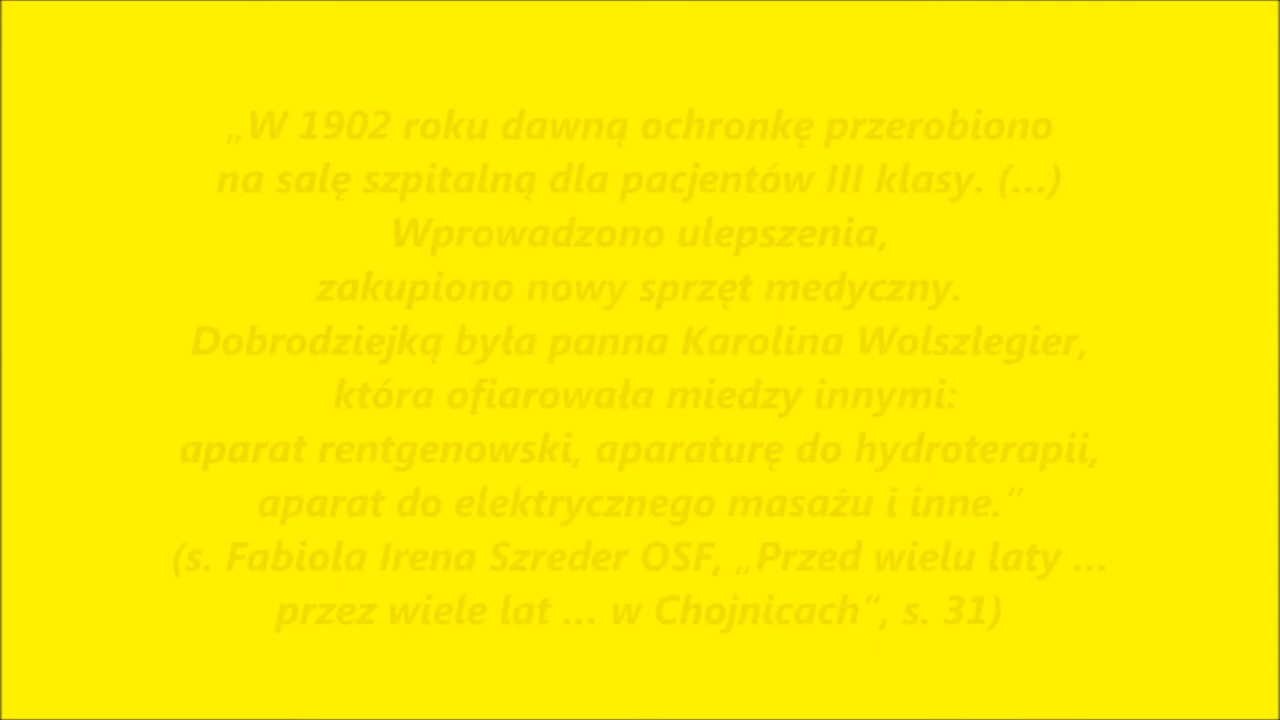 „W 1902 roku dawną ochronkę przerobiono
na salę szpitalną dla pacjentów III klasy. (...)
Wprowadzono ulepszenia,
zakupiono nowy sprzęt medyczny.
Dobrodziejką była panna Karolina Wolszlegier,
która ofiarowała miedzy innymi:
aparat rentgenowski, aparaturę do hydroterapii,
aparat do elektrycznego masażu i inne.”
(s. Fabiola Irena Szreder OSF, „Przed wielu laty ...
przez wiele lat ... w Chojnicach”, s. 31)